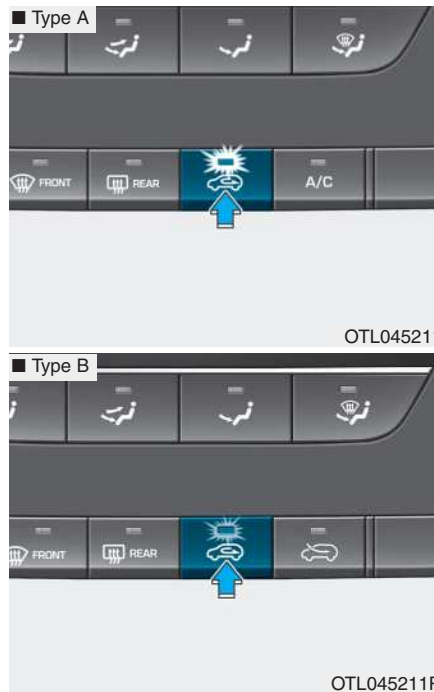 ■ Type A
FRONT REAR A/C
OTL04521
■ Type B
FRONT REAR